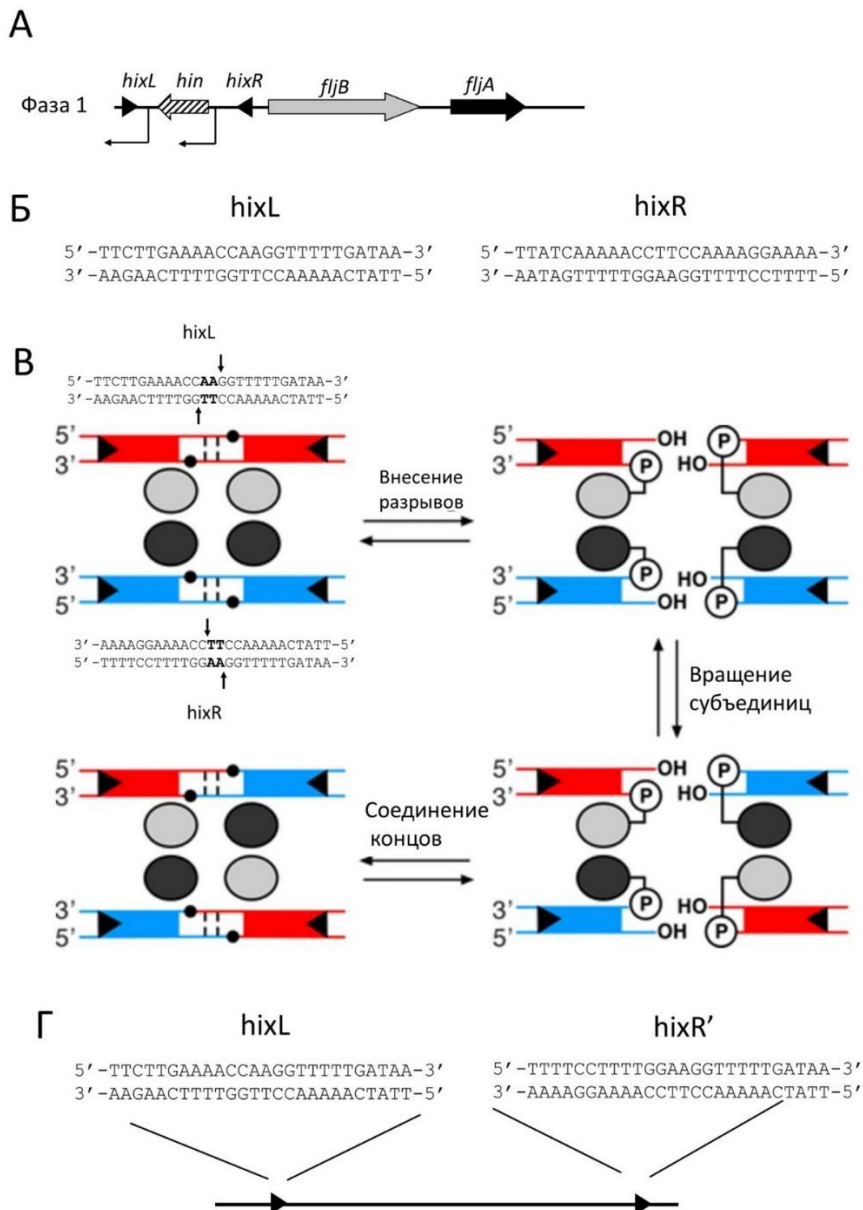 А
hixL hin hixR fljB fljA
Фаза 1
Б
hixL hixR
5'-TTCTTGAAAACCAAGGTTTTTGATAA-3' 5'-TTATCAAAAACCTTCCAAAAGGAAAA-3'
3'-AAGAACTTTTGGTTCCAAAAACTATT-5' 3'-AATAGTTTTTGGAAGGTTTTCCTTTT-5'
В
hixL
5'-TTCTTGAAAACCAAGGTTTTTGATAA-3'
3'-AAGAACTTTTGGTTCCAAAAACTATT-5'
5' 5' OH P
3' 3' P HO
Внесение
разрывов
3' 3' P HO
5' 5' OH P
3'-AAAAGGAAAACCTTCCAAAAACTATT-5'
5'-TTTTCCTTTTGGAAGGTTTTTGATAA-3'
hixR
Вращение
субъединиц
5' 5' OH P
3' 3' P HO
Соединение
концов
3' 3' P HO
5' 5' OH P
Г
hixL hixR'
5'-TTCTTGAAAACCAAGGTTTTTGATAA-3' 5'-TTTTCCTTTTGGAAGGTTTTTGATAA-3'
3'-AAGAACTTTTGGTTCCAAAAACTATT-5' 3'-AAAAGGAAAACCTTCCAAAAACTATT-5'